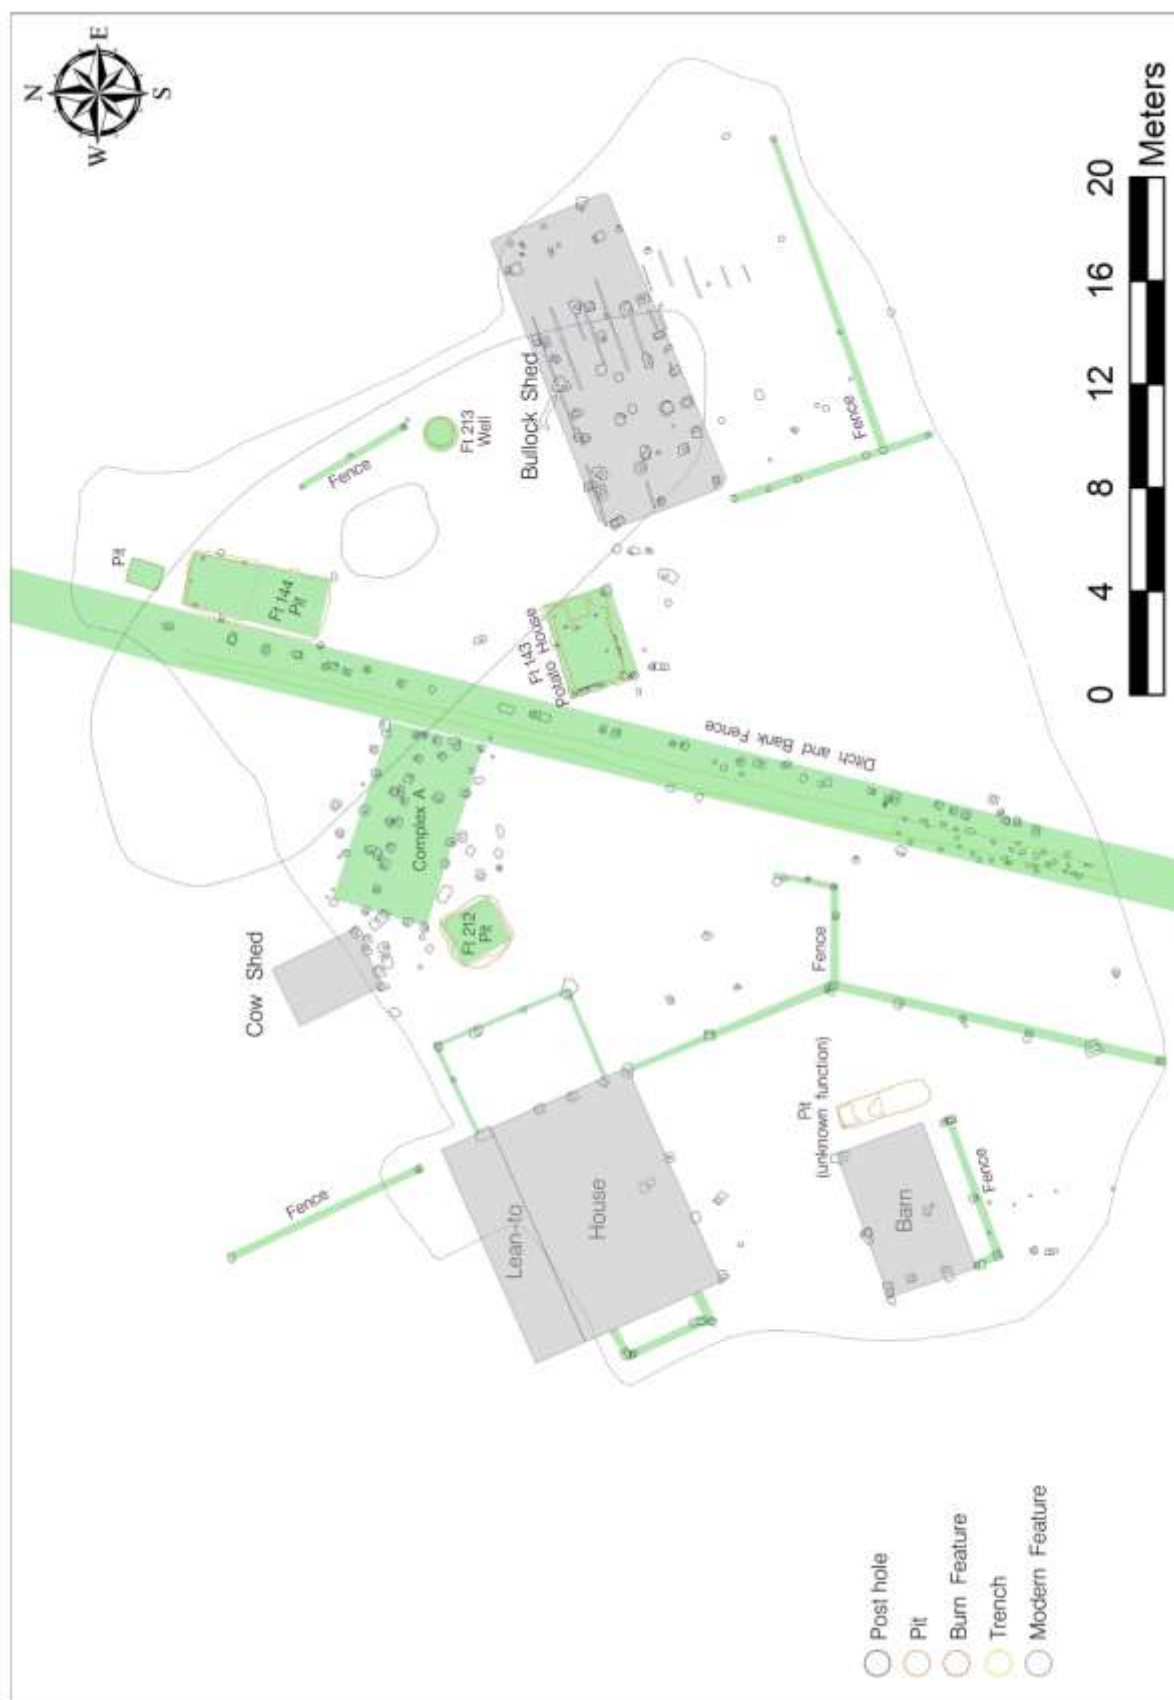 N
E
S
W
Pit
Ft 144
Pit
Fence
Ft 213
Well
Bullock Shed
Ft 143
Potato House
Ditch and Bank Fence
Complex A
Cow Shed
Ft 212
Pit
Fence
Fence
Fence
Lean-to
House
Pit
(unknown function)
Barn
Fence
0 4 8 12 16 20
Meters
Post hole
Pit
Burn Feature
Trench
Modern Feature